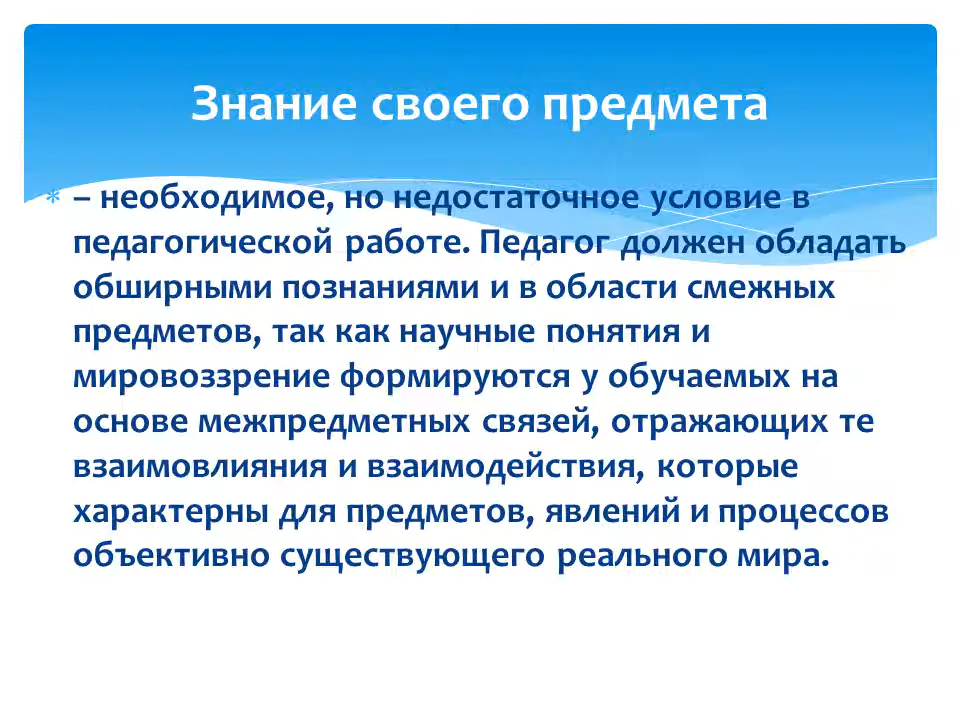 Знание своего предмета
– необходимое, но недостаточное условие в
педагогической работе. Педагог должен обладать
обширными познаниями и в области смежных
предметов, так как научные понятия и
мировоззрение формируются у обучаемых на
основе межпредметных связей, отражающих те
взаимовлияния и взаимодействия, которые
характерны для предметов, явлений и процессов
объективно существующего реального мира.